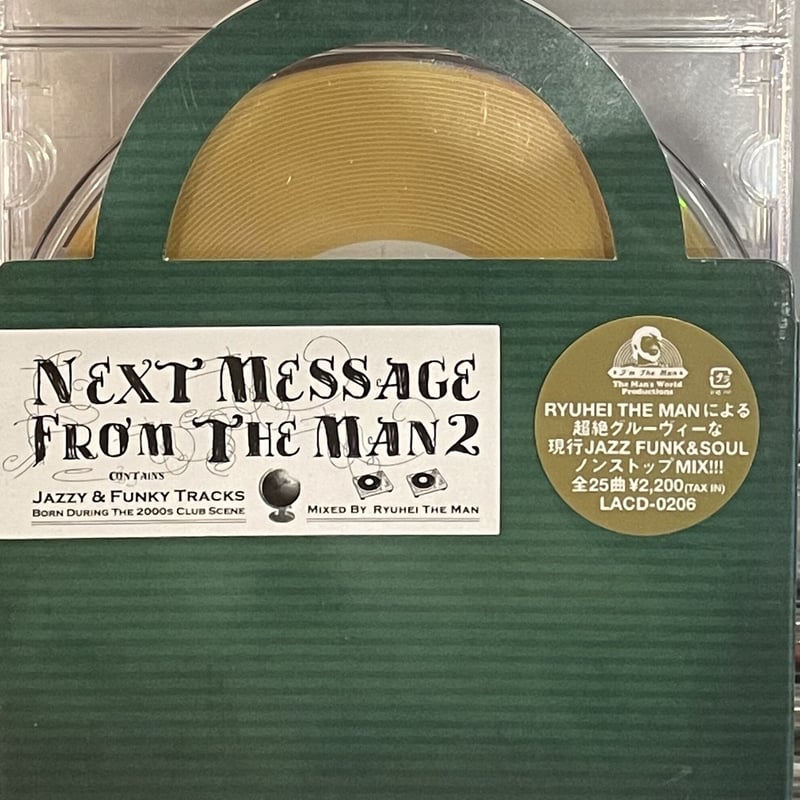 NEXT MESSAGE
FROM THE MAN 2
CONTAINS
JAZZY & FUNKY TRACKS
BORN DURING THE 2000S CLUB SCENE
MIXED BY RYUHEI THE MAN
I'm The Man
The Man's World
Productions
RYUHEI THE MANによる
超絶グルーヴィーな
現行JAZZ FUNK&SOUL
ノンストップMIX!!!
全25曲¥2,200(TAX IN)
LACD-0206